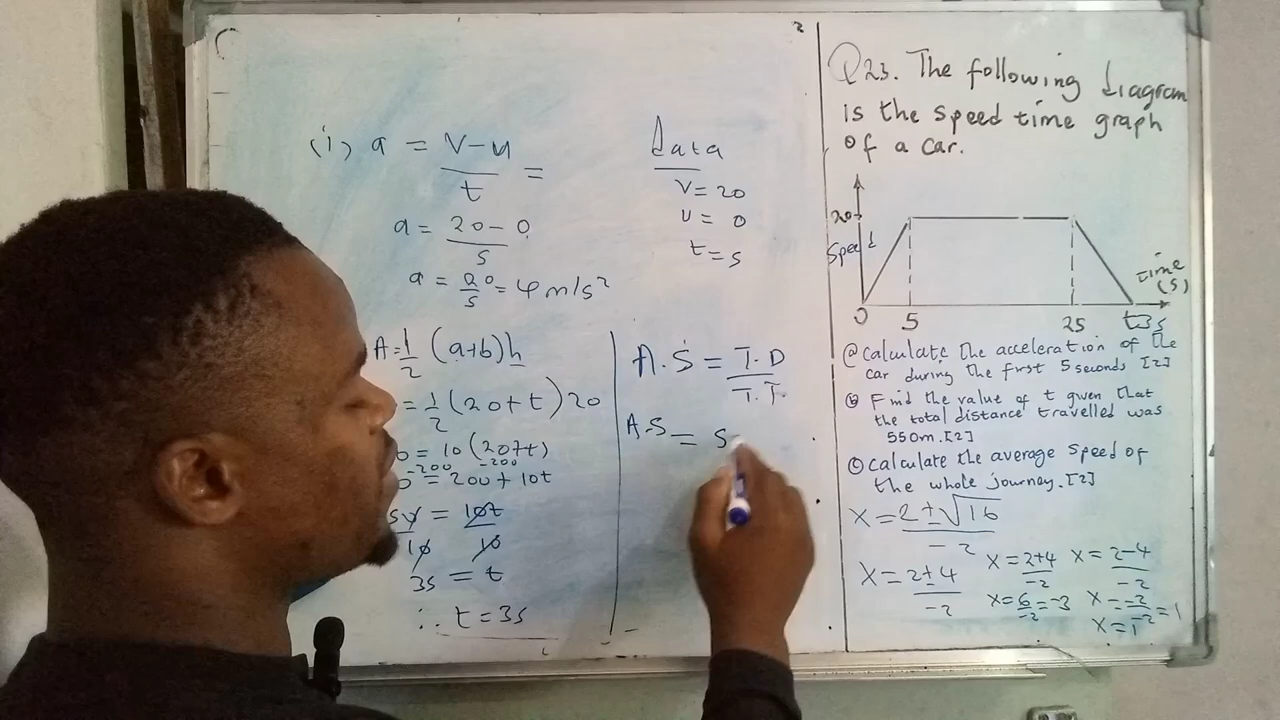 (i) a = V-u =
t
a = 20-0
5
a = 20 = 4m/s²
5
data
V = 20
u = 0
t = 5
A = 1/2 (a+b)h
= 1/2 (20+t) 20
0 = 10 (20+t)
-200 -200
0 = 200 + 10t
= 10t
10 10
35 = t
∴ t = 35
A.S = T.D
T.T.
A.S = 5
Q23. The following diagram
is the speed time graph
of a car.
20
Speed
time
(s)
0 5 25 t35
(a) Calculate the acceleration of the
car during the first 5 seconds [2]
(b) Find the value of t given that
the total distance travelled was
550m. [2]
(c) Calculate the average speed of
the whole journey. [2]
X = 2±√16
-2
X = 2±4
-2
X = 2+4
-2
X = 6 = -3
-2
X = 2-4
-2
X = -2 = 1
-2
X = 1